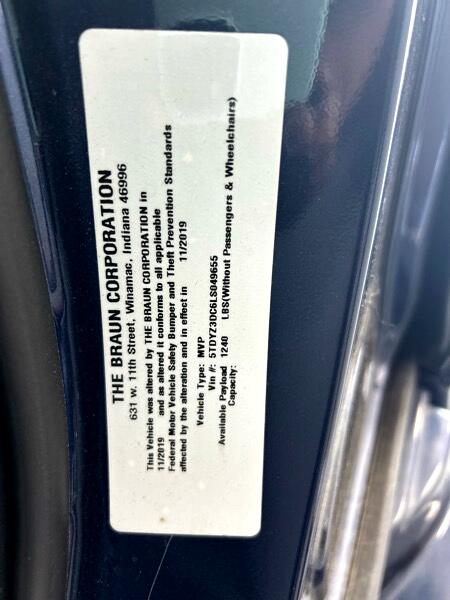 THE BRAUN CORPORATION
631 w. 11th Street, Winamac, Indiana 46996
This Vehicle was altered by THE BRAUN CORPORATION in
11/2019 and as altered it conforms to all applicable
Federal Motor Vehicle Safety Bumper and Theft Prevention Standards
affected by the alteration and in effect in 11/2019
Vehicle Type: MVP
Vin #: 5TDYZ3DC6LS049655
Available Payload 1240 LBS(Without Passengers & Wheelchairs)
Capacity: